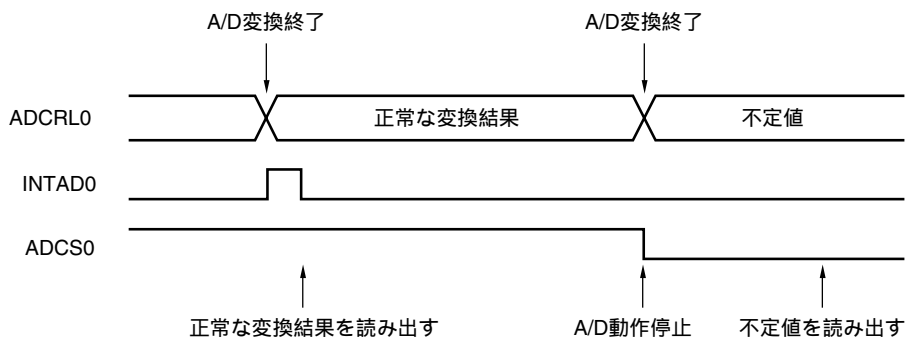 A/D変換終了 A/D変換終了
ADCRL0 正常な変換結果 不定値
INTAD0
ADCS0
正常な変換結果を読み出す A/D動作停止 不定値を読み出す